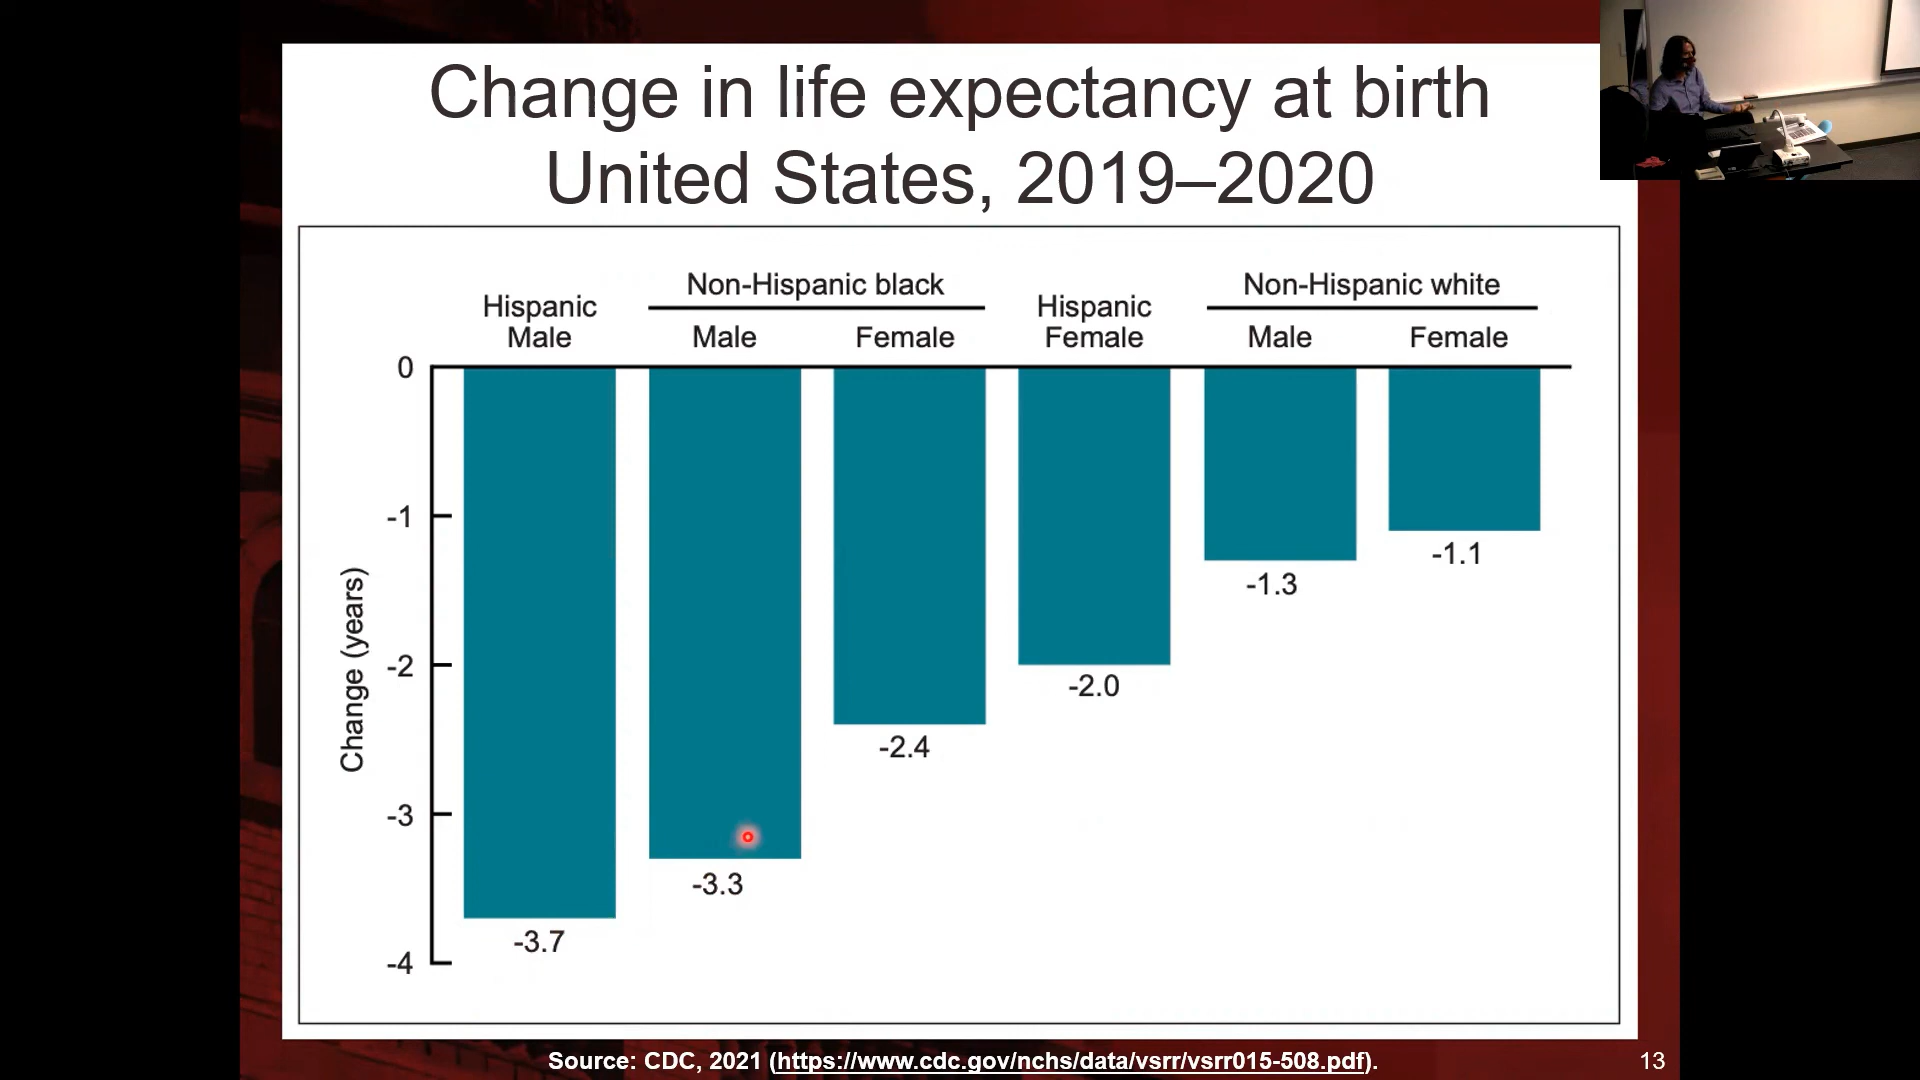 Change in life expectancy at birth
United States, 2019–2020
Hispanic
Male
Non-Hispanic black
Male
Female
Hispanic
Female
Non-Hispanic white
Male
Female
Change (years)
0
-1
-2
-3
-4
-3.7
-3.3
-2.4
-2.0
-1.3
-1.1
Source: CDC, 2021 (https://www.cdc.gov/nchs/data/vsrr/vsrr015-508.pdf).
13